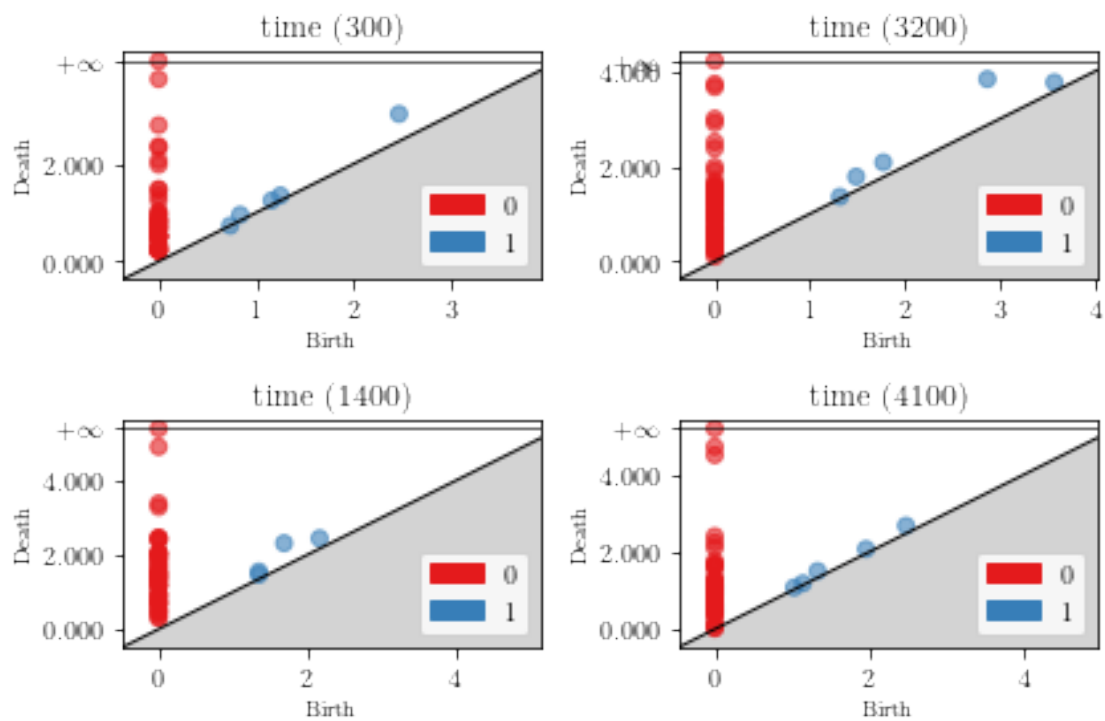 time (300)
+∞
2.000
0.000
Death
0 1 2 3
Birth
0
1
time (3200)
+∞
4.000
2.000
0.000
Death
0 1 2 3 4
Birth
0
1
time (1400)
+∞
4.000
2.000
0.000
Death
0 2 4
Birth
0
1
time (4100)
+∞
4.000
2.000
0.000
Death
0 2 4
Birth
0
1